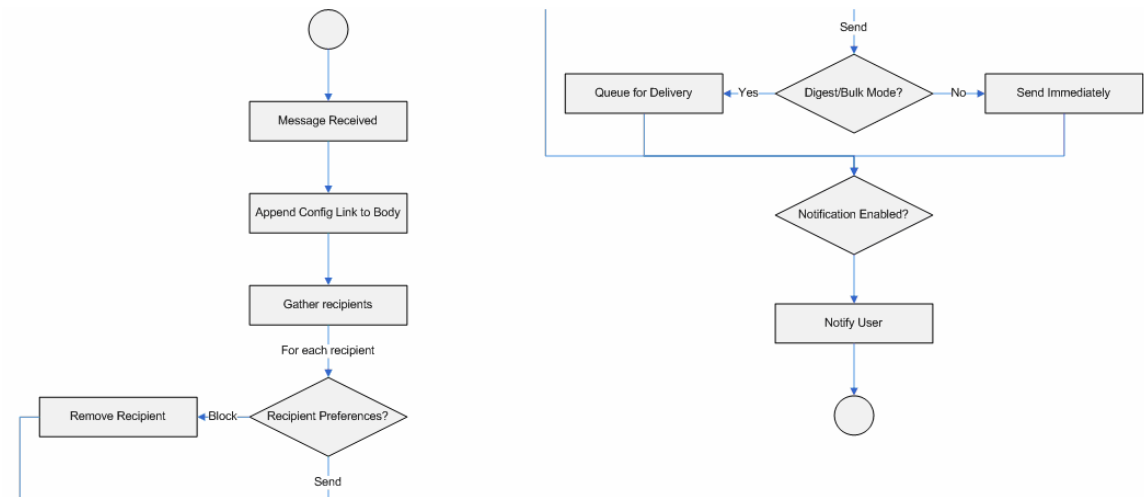 Message Received
Append Config Link to Body
Gather recipients
For each recipient
Remove Recipient
Block
Recipient Preferences?
Send
Send
Queue for Delivery
Yes
Digest/Bulk Mode?
No
Send Immediately
Notification Enabled?
Notify User